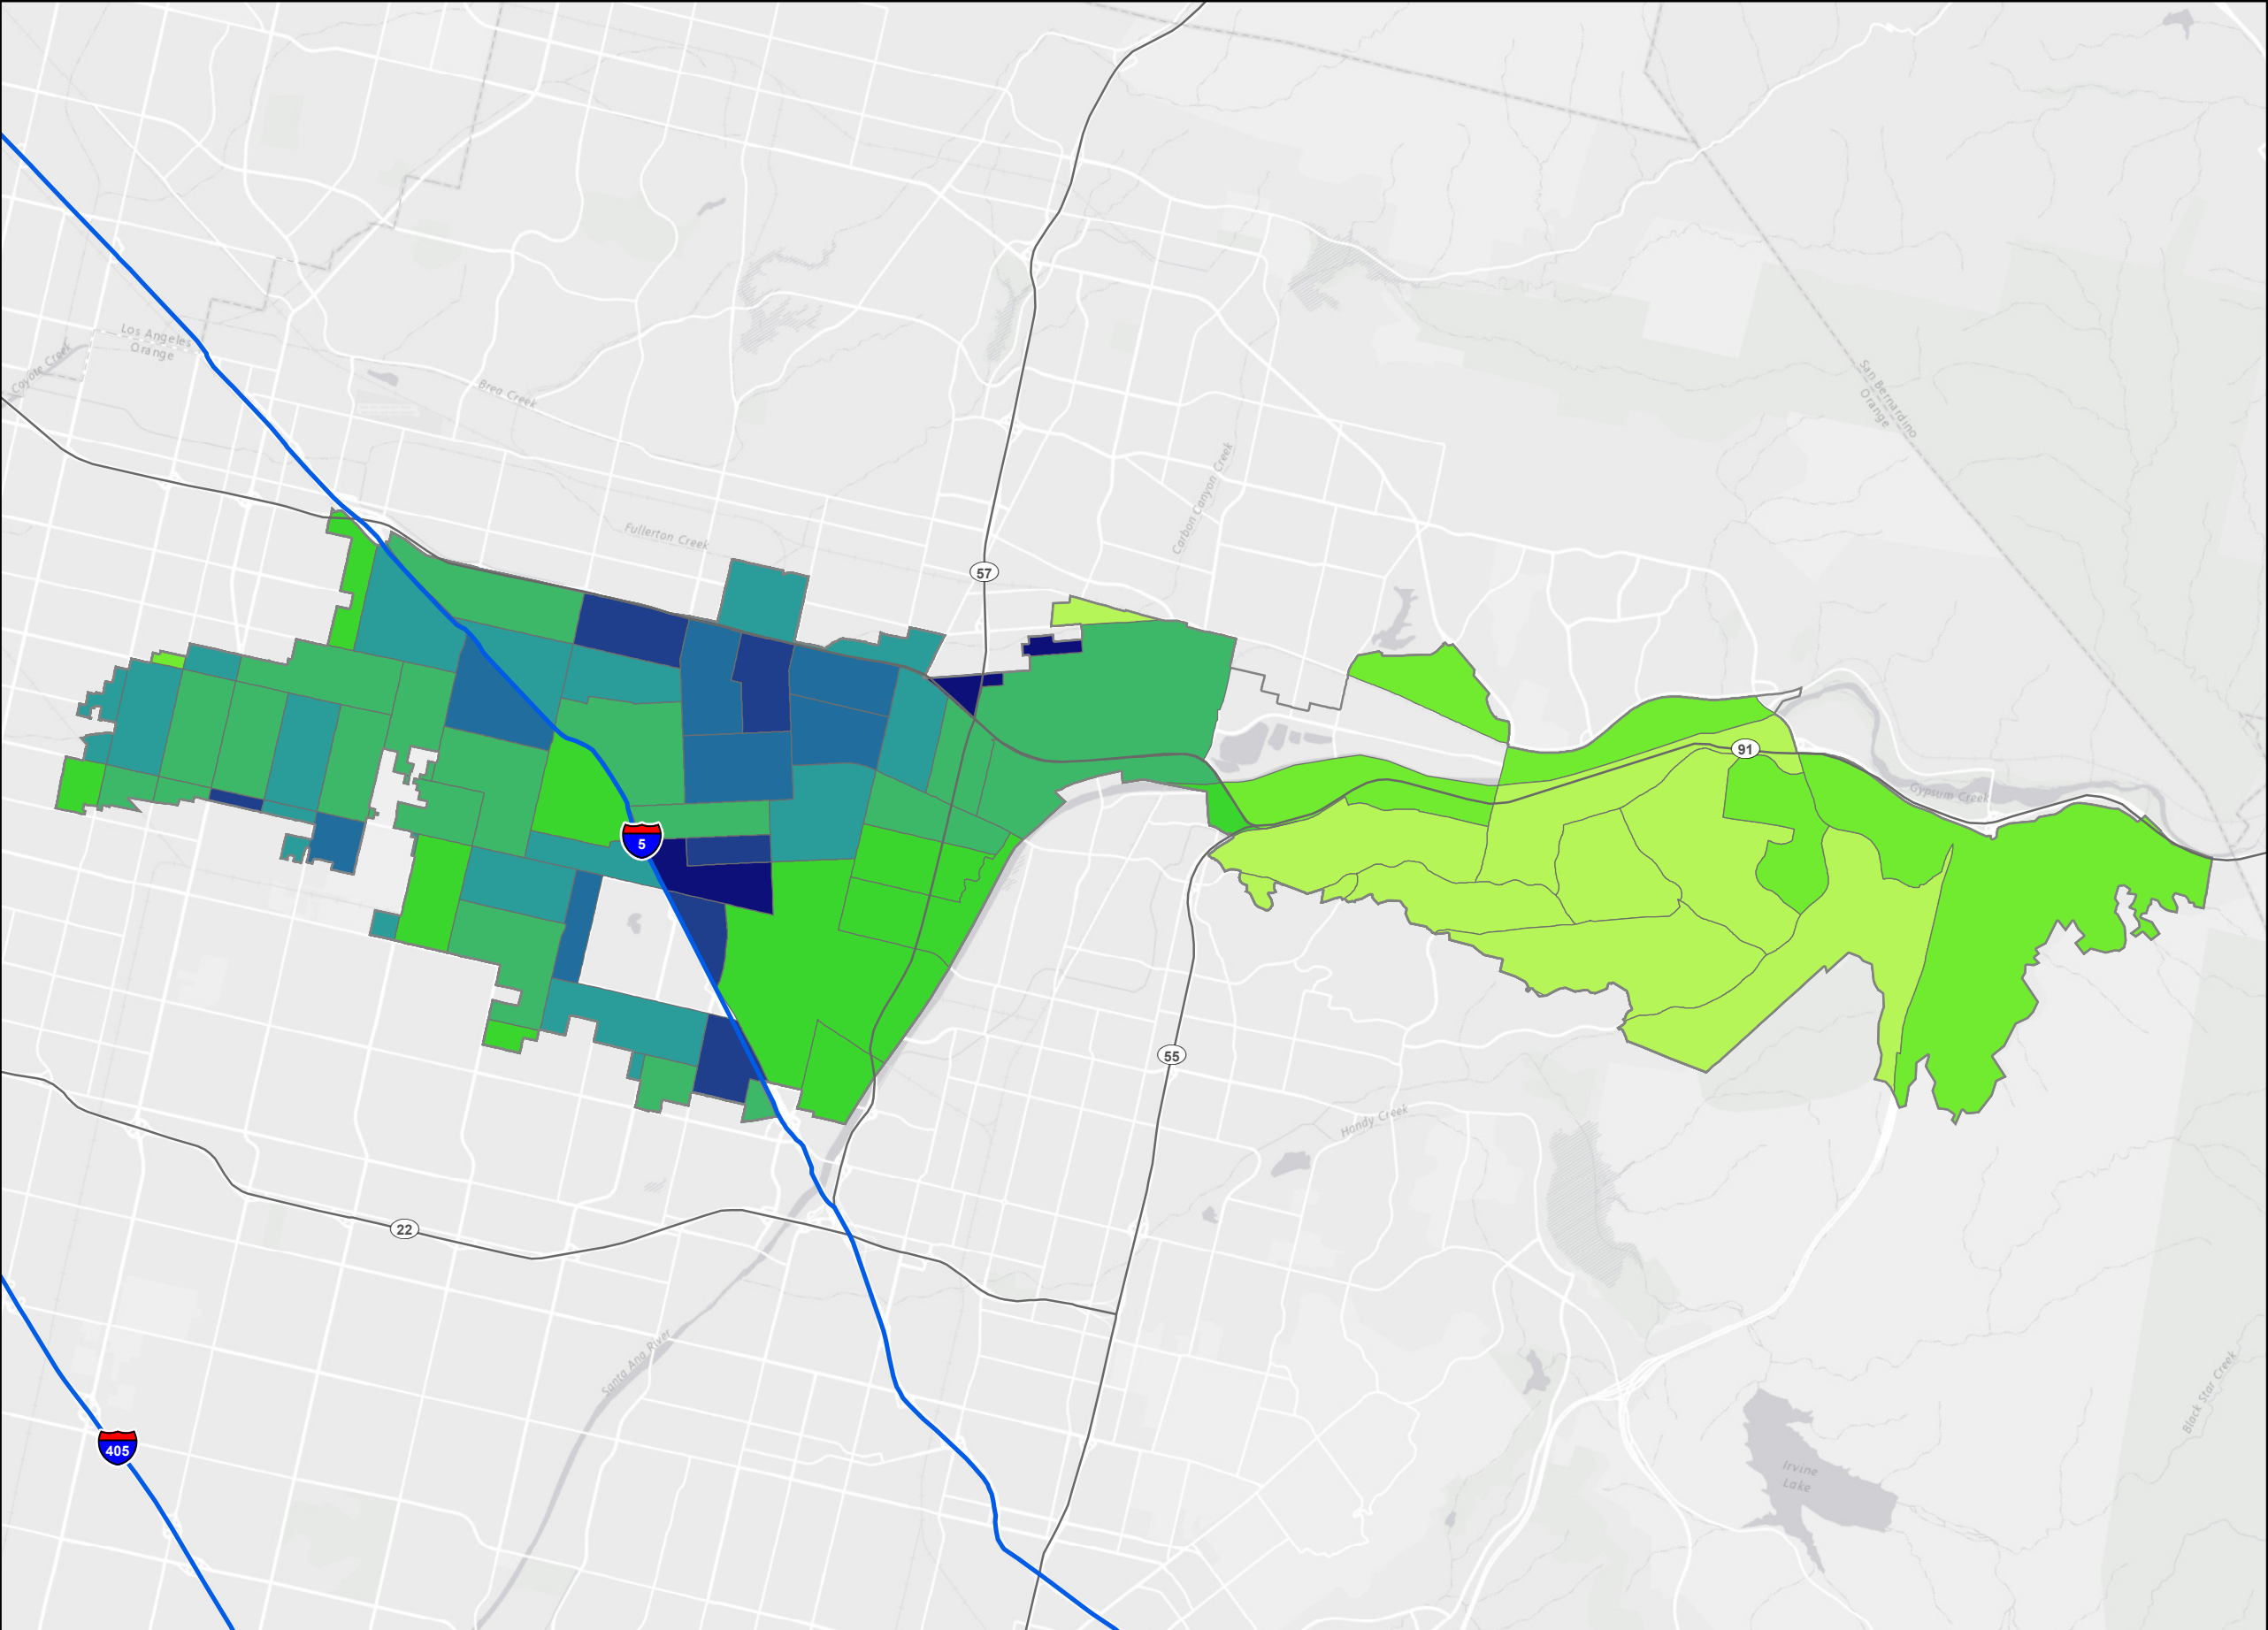 Los Angeles
Orange
Coyote Creek
Brea Creek
San Bernardino
Orange
Carbon Canyon Creek
Fullerton Creek
57
91
Gypsum Creek
5
55
Handy Creek
22
Santa Ana River
Black Star Creek
405
Irvine
Lake